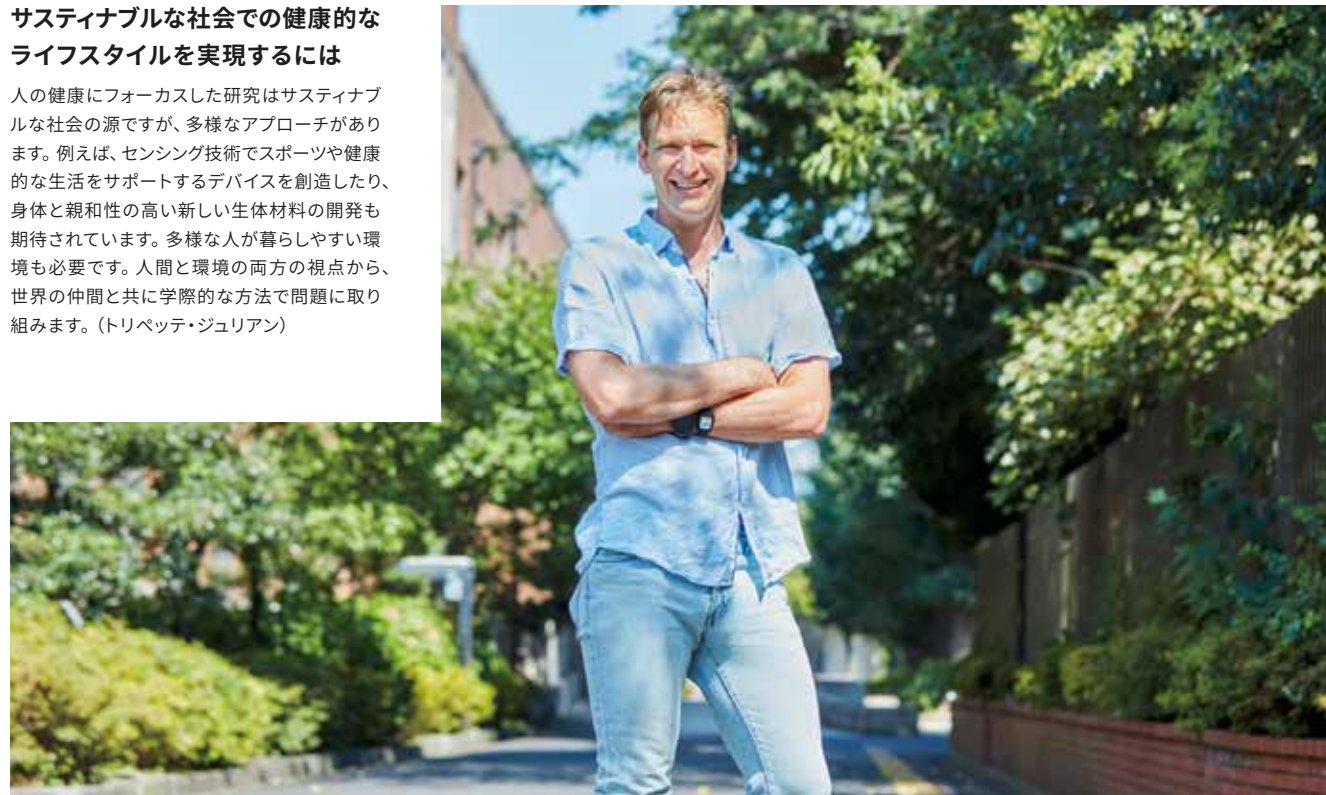 サスティナブルな社会での健康的な
ライフスタイルを実現するには
人の健康にフォーカスした研究はサスティナブ
ルな社会の源ですが、多様なアプローチがあり
ます。例えば、センシング技術でスポーツや健康
的な生活をサポートするデバイスを創造したり、
身体と親和性の高い新しい生体材料の開発も
期待されています。多様な人が暮らしやすい環
境も必要です。人間と環境の両方の視点から、
世界の仲間と共に学際的な方法で問題に取り
組みます。（トリペッテ・ジュリアン）